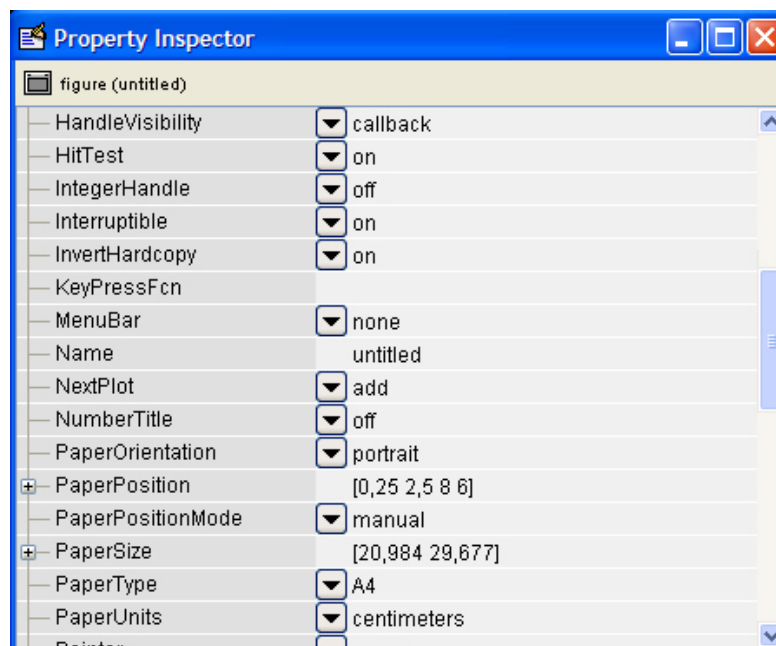 Property Inspector
figure (untitled)
HandleVisibility callback
HitTest on
IntegerHandle off
Interruptible on
InvertHardcopy on
KeyPressFcn
MenuBar none
Name untitled
NextPlot add
NumberTitle off
PaperOrientation portrait
PaperPosition [0,25 2,5 8 6]
PaperPositionMode manual
PaperSize [20,984 29,677]
PaperType A4
PaperUnits centimeters